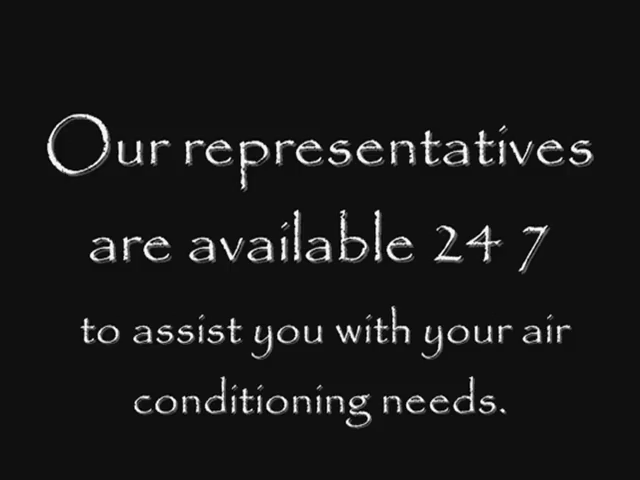 Our representatives
are available 24 7
to assist you with your air
conditioning needs.